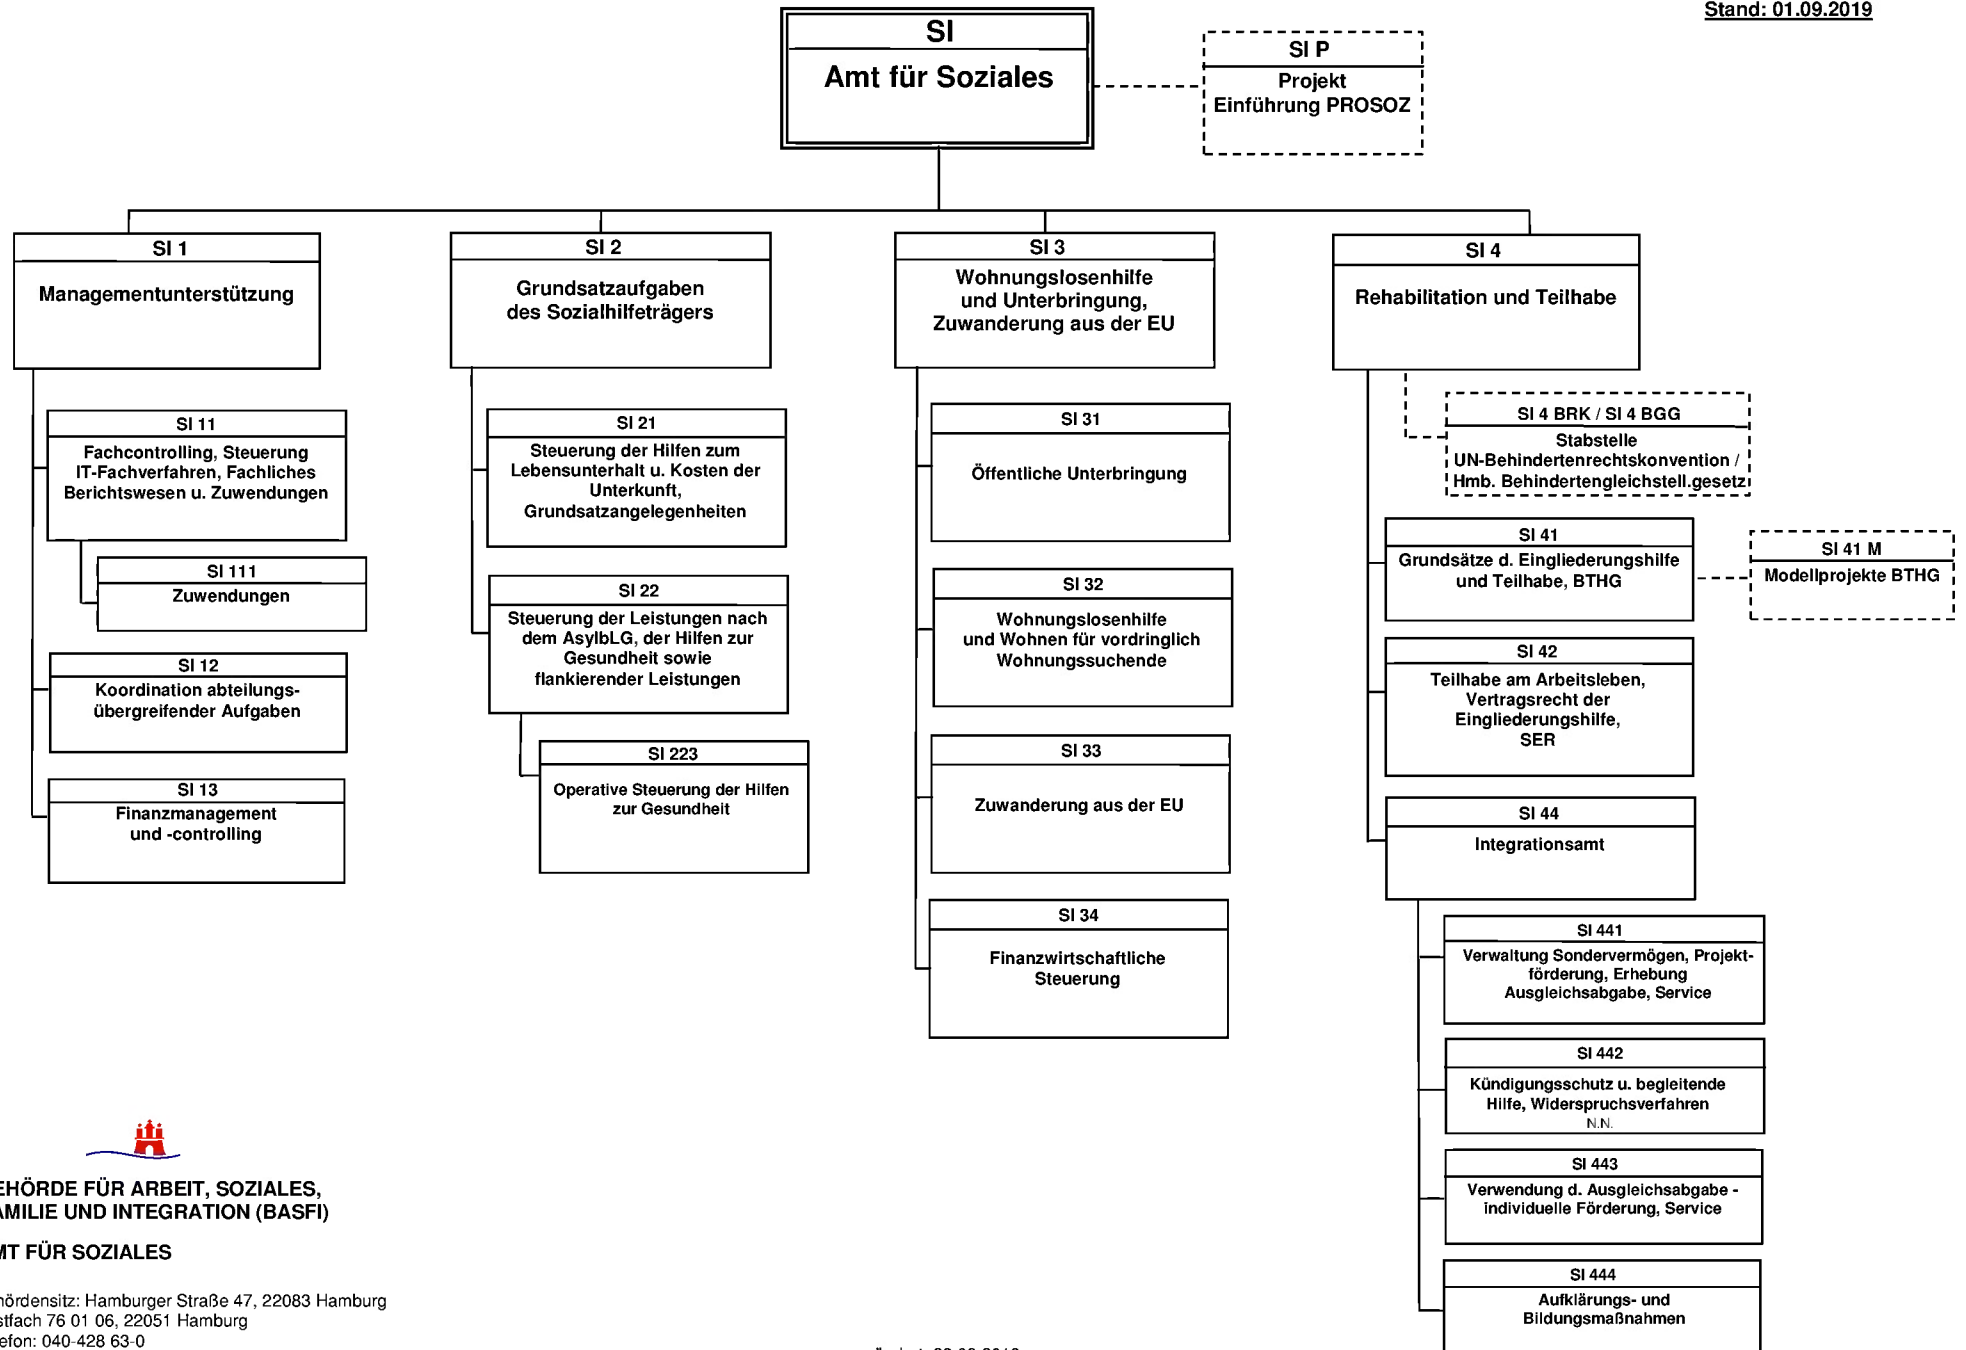 Stand: 01.09.2019
SI
Amt für Soziales
SI P
Projekt
Einführung PROSOZ
SI 1
Managementunterstützung
SI 11
Fachcontrolling, Steuerung
IT-Fachverfahren, Fachliches
Berichtswesen u. Zuwendungen
SI 111
Zuwendungen
SI 12
Koordination abteilungs-
übergreifender Aufgaben
SI 13
Finanzmanagement
und -controlling
SI 2
Grundsatzaufgaben
des Sozialhilfeträgers
SI 21
Steuerung der Hilfen zum
Lebensunterhalt u. Kosten der
Unterkunft,
Grundsatzangelegenheiten
SI 22
Steuerung der Leistungen nach
dem AsylbLG, der Hilfen zur
Gesundheit sowie
flankierender Leistungen
SI 223
Operative Steuerung der Hilfen
zur Gesundheit
SI 3
Wohnungslosenhilfe
und Unterbringung,
Zuwanderung aus der EU
SI 31
Öffentliche Unterbringung
SI 32
Wohnungslosenhilfe
und Wohnen für vordringlich
Wohnungssuchende
SI 33
Zuwanderung aus der EU
SI 34
Finanzwirtschaftliche
Steuerung
SI 4
Rehabilitation und Teilhabe
SI 4 BRK / SI 4 BGG
Stabstelle
UN-Behindertenrechtskonvention /
Hmb. Behindertengleichstell.gesetz
SI 41
Grundsätze d. Eingliederungshilfe
und Teilhabe, BTHG
SI 41 M
Modellprojekte BTHG
SI 42
Teilhabe am Arbeitsleben,
Vertragsrecht der
Eingliederungshilfe,
SER
SI 44
Integrationsamt
SI 441
Verwaltung Sondervermögen, Projekt-
förderung, Erhebung
Ausgleichsabgabe, Service
SI 442
Kündigungsschutz u. begleitende
Hilfe, Widerspruchsverfahren
N.N.
SI 443
Verwendung d. Ausgleichsabgabe -
individuelle Förderung, Service
SI 444
Aufklärungs- und
Bildungsmaßnahmen
EHÖRDE FÜR ARBEIT, SOZIALES,
AMILIE UND INTEGRATION (BASFI)
MT FÜR SOZIALES
hördensitz: Hamburger Straße 47, 22083 Hamburg
stfach 76 01 06, 22051 Hamburg
efon: 040-428 63-0